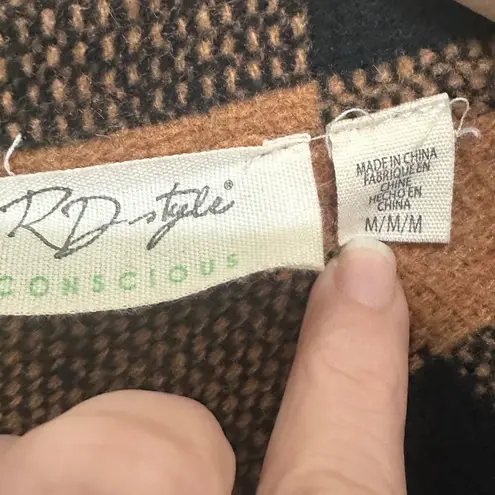 RD style®
CONSCIOUS
MADE IN CHINA
FABRIQUE EN
CHINE
HECHO EN
CHINA
M/M/M